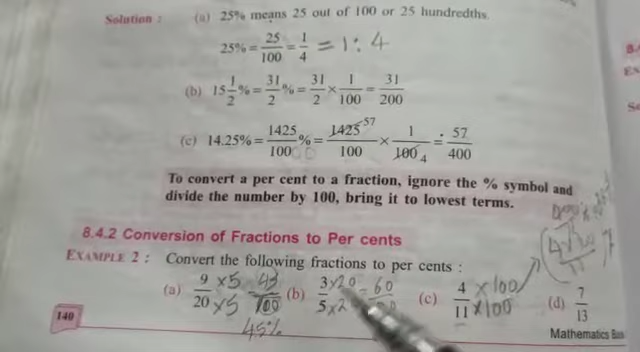 Solution : (a) 25% means 25 out of 100 or 25 hundredths.
25% = 25/100 = 1/4 = 1 : 4
(b) 15 1/2 % = 31/2 % = 31/2 × 1/100 = 31/200
(c) 14.25% = 1425/100 % = 1425 57/100 × 1/100 4 = 57/400
To convert a per cent to a fraction, ignore the % symbol and
divide the number by 100, bring it to lowest terms.
8.4.2 Conversion of Fractions to Per cents
EXAMPLE 2 : Convert the following fractions to per cents :
(a) 9/20 ×5/×5 45/100 (b) 3/5 ×20/×2 = 60 (c) 4/11 ×100/×100 (d) 7/13
45%
140
Mathematics